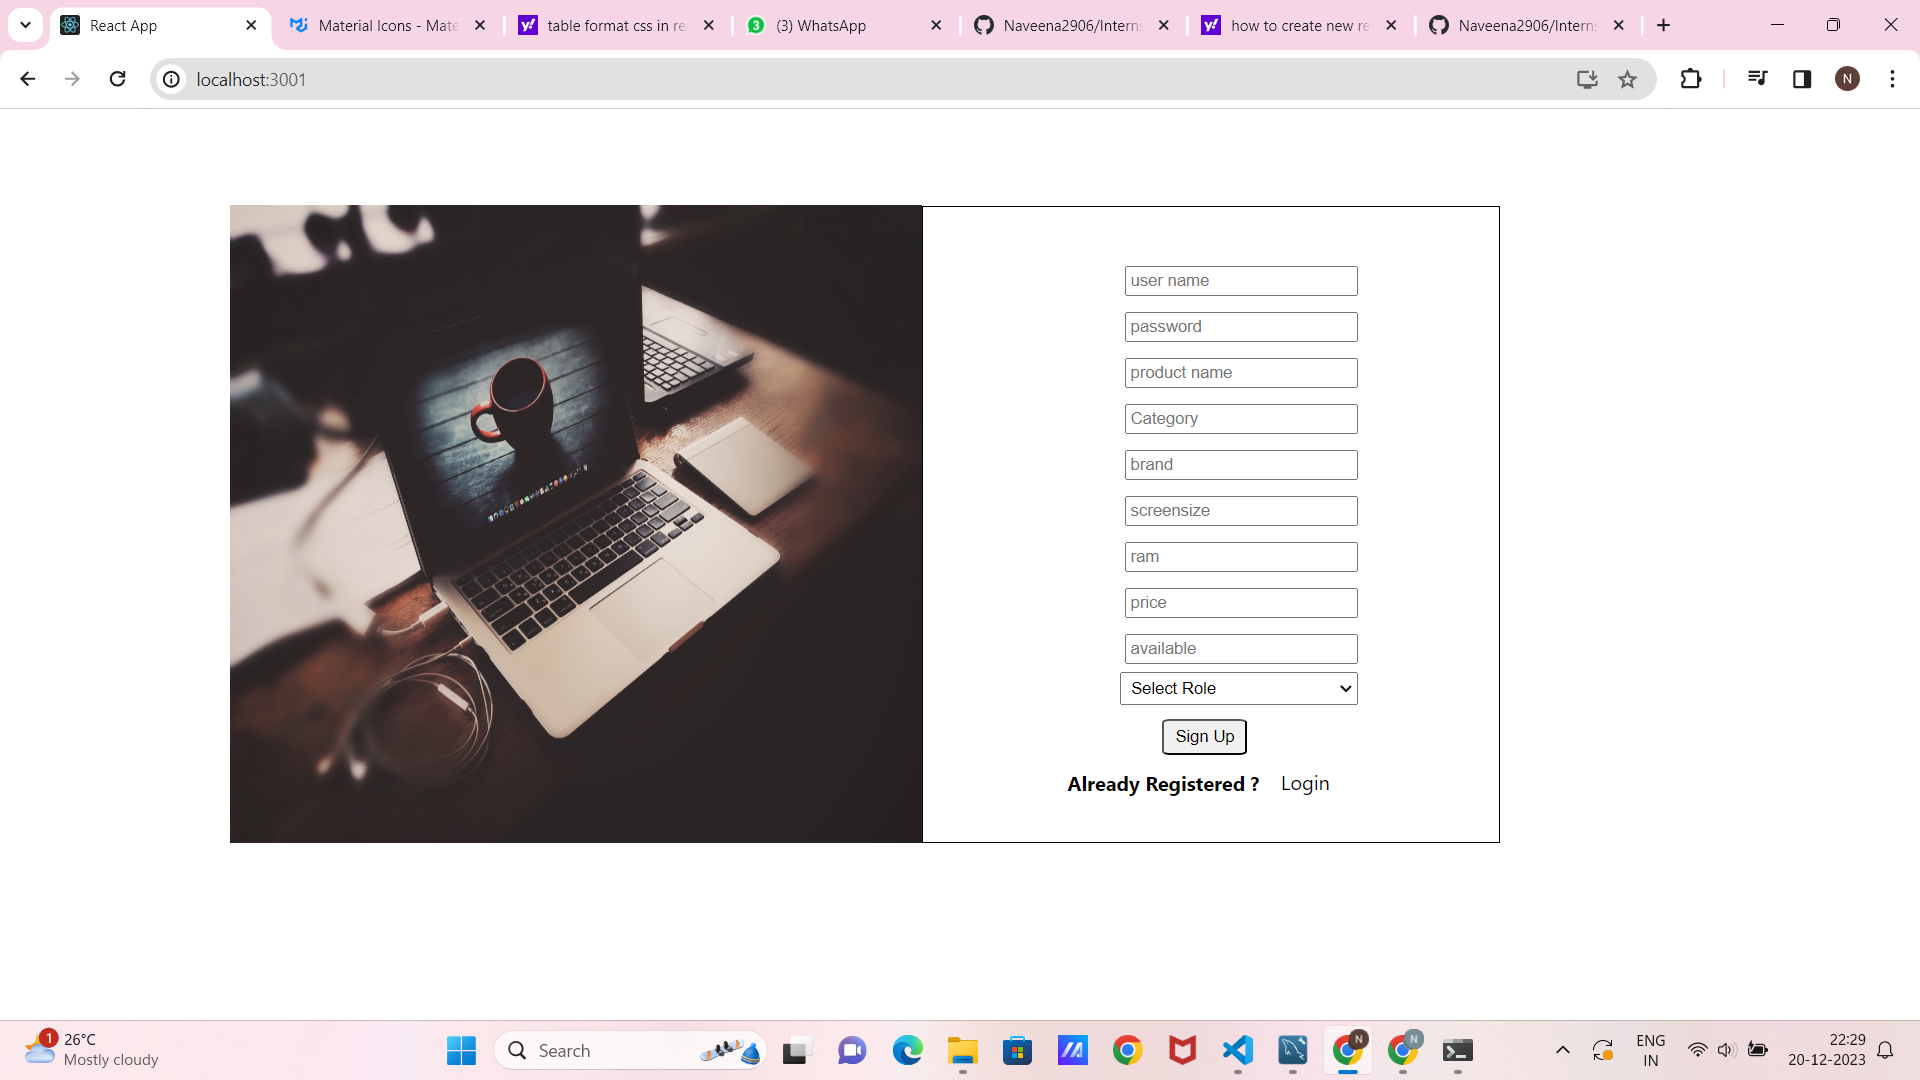 React App
Material Icons - Mate
table format css in re
(3) WhatsApp
Naveena2906/Interns
how to create new re
Naveena2906/Interns
localhost:3001
N
user name
password
product name
Category
brand
screensize
ram
price
available
Select Role
Sign Up
Already Registered ? Login
1
26°C
Mostly cloudy
Search
N
N
ENG
IN
22:29
20-12-2023